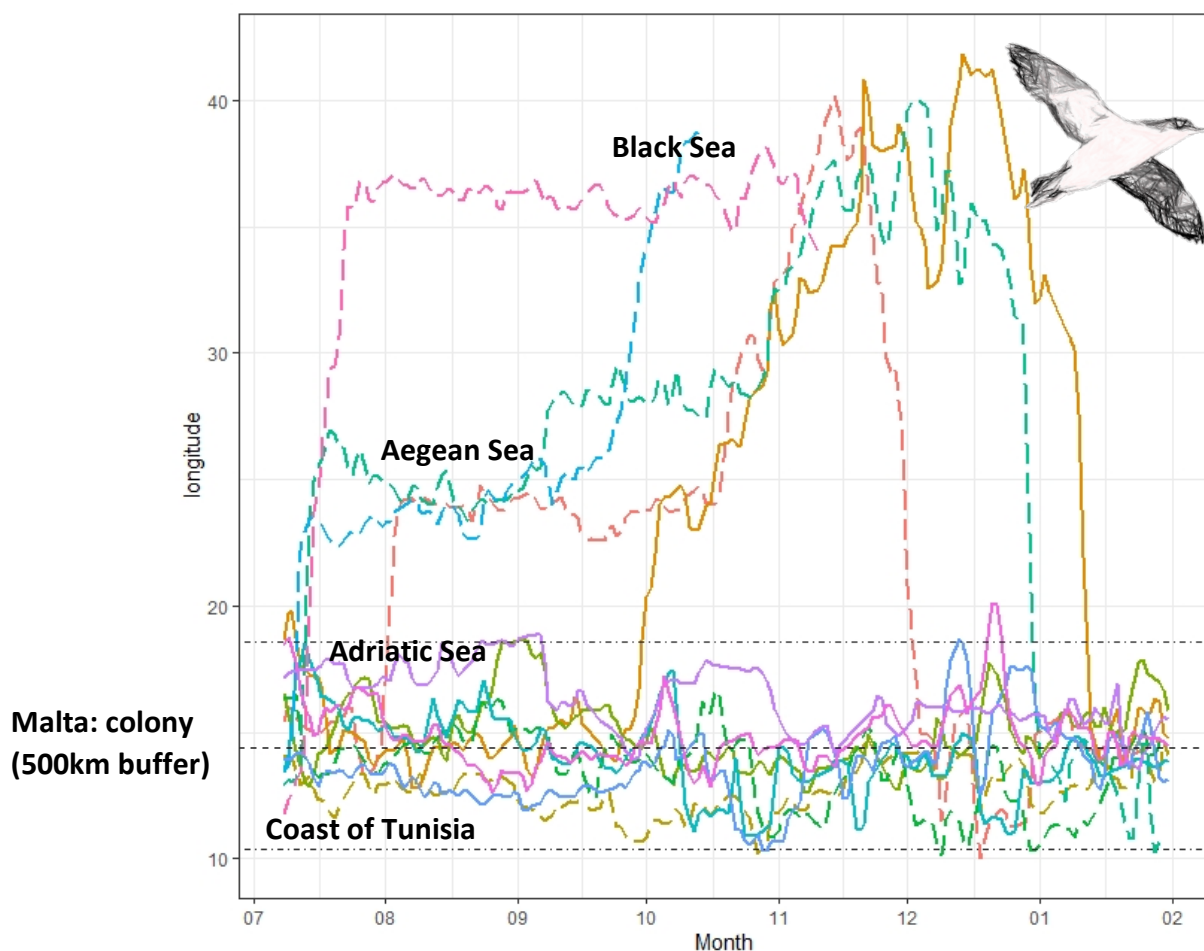 40
Black Sea
30
longitude
Aegean Sea
20
Adriatic Sea
Malta: colony
(500km buffer)
Coast of Tunisia
10
07 08 09 10 11 12 01 02
Month